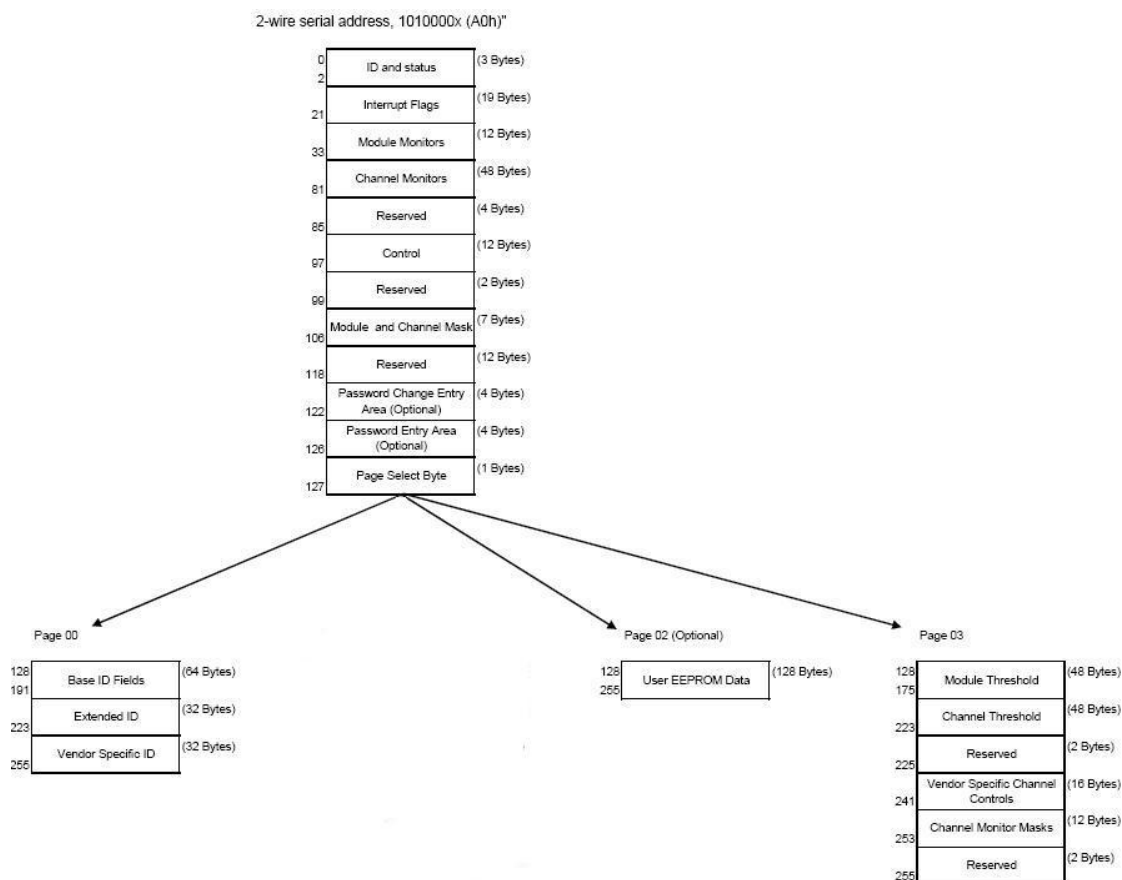 2-wire serial address, 1010000x (A0h)"
0 ID and status (3 Bytes)
2
Interrupt Flags (19 Bytes)
21
Module Monitors (12 Bytes)
33
Channel Monitors (48 Bytes)
81
Reserved (4 Bytes)
85
Control (12 Bytes)
97
Reserved (2 Bytes)
99
Module and Channel Mask (7 Bytes)
106
Reserved (12 Bytes)
118
Password Change Entry (4 Bytes)
Area (Optional)
122
Password Entry Area (4 Bytes)
(Optional)
126
Page Select Byte (1 Bytes)
127
Page 00
128 Base ID Fields (64 Bytes)
191
Extended ID (32 Bytes)
223
Vendor Specific ID (32 Bytes)
255
Page 02 (Optional)
128 User EEPROM Data (128 Bytes)
255
Page 03
128 Module Threshold (48 Bytes)
175
Channel Threshold (48 Bytes)
223
Reserved (2 Bytes)
225
Vendor Specific Channel (16 Bytes)
Controls
241
Channel Monitor Masks (12 Bytes)
253
Reserved (2 Bytes)
255